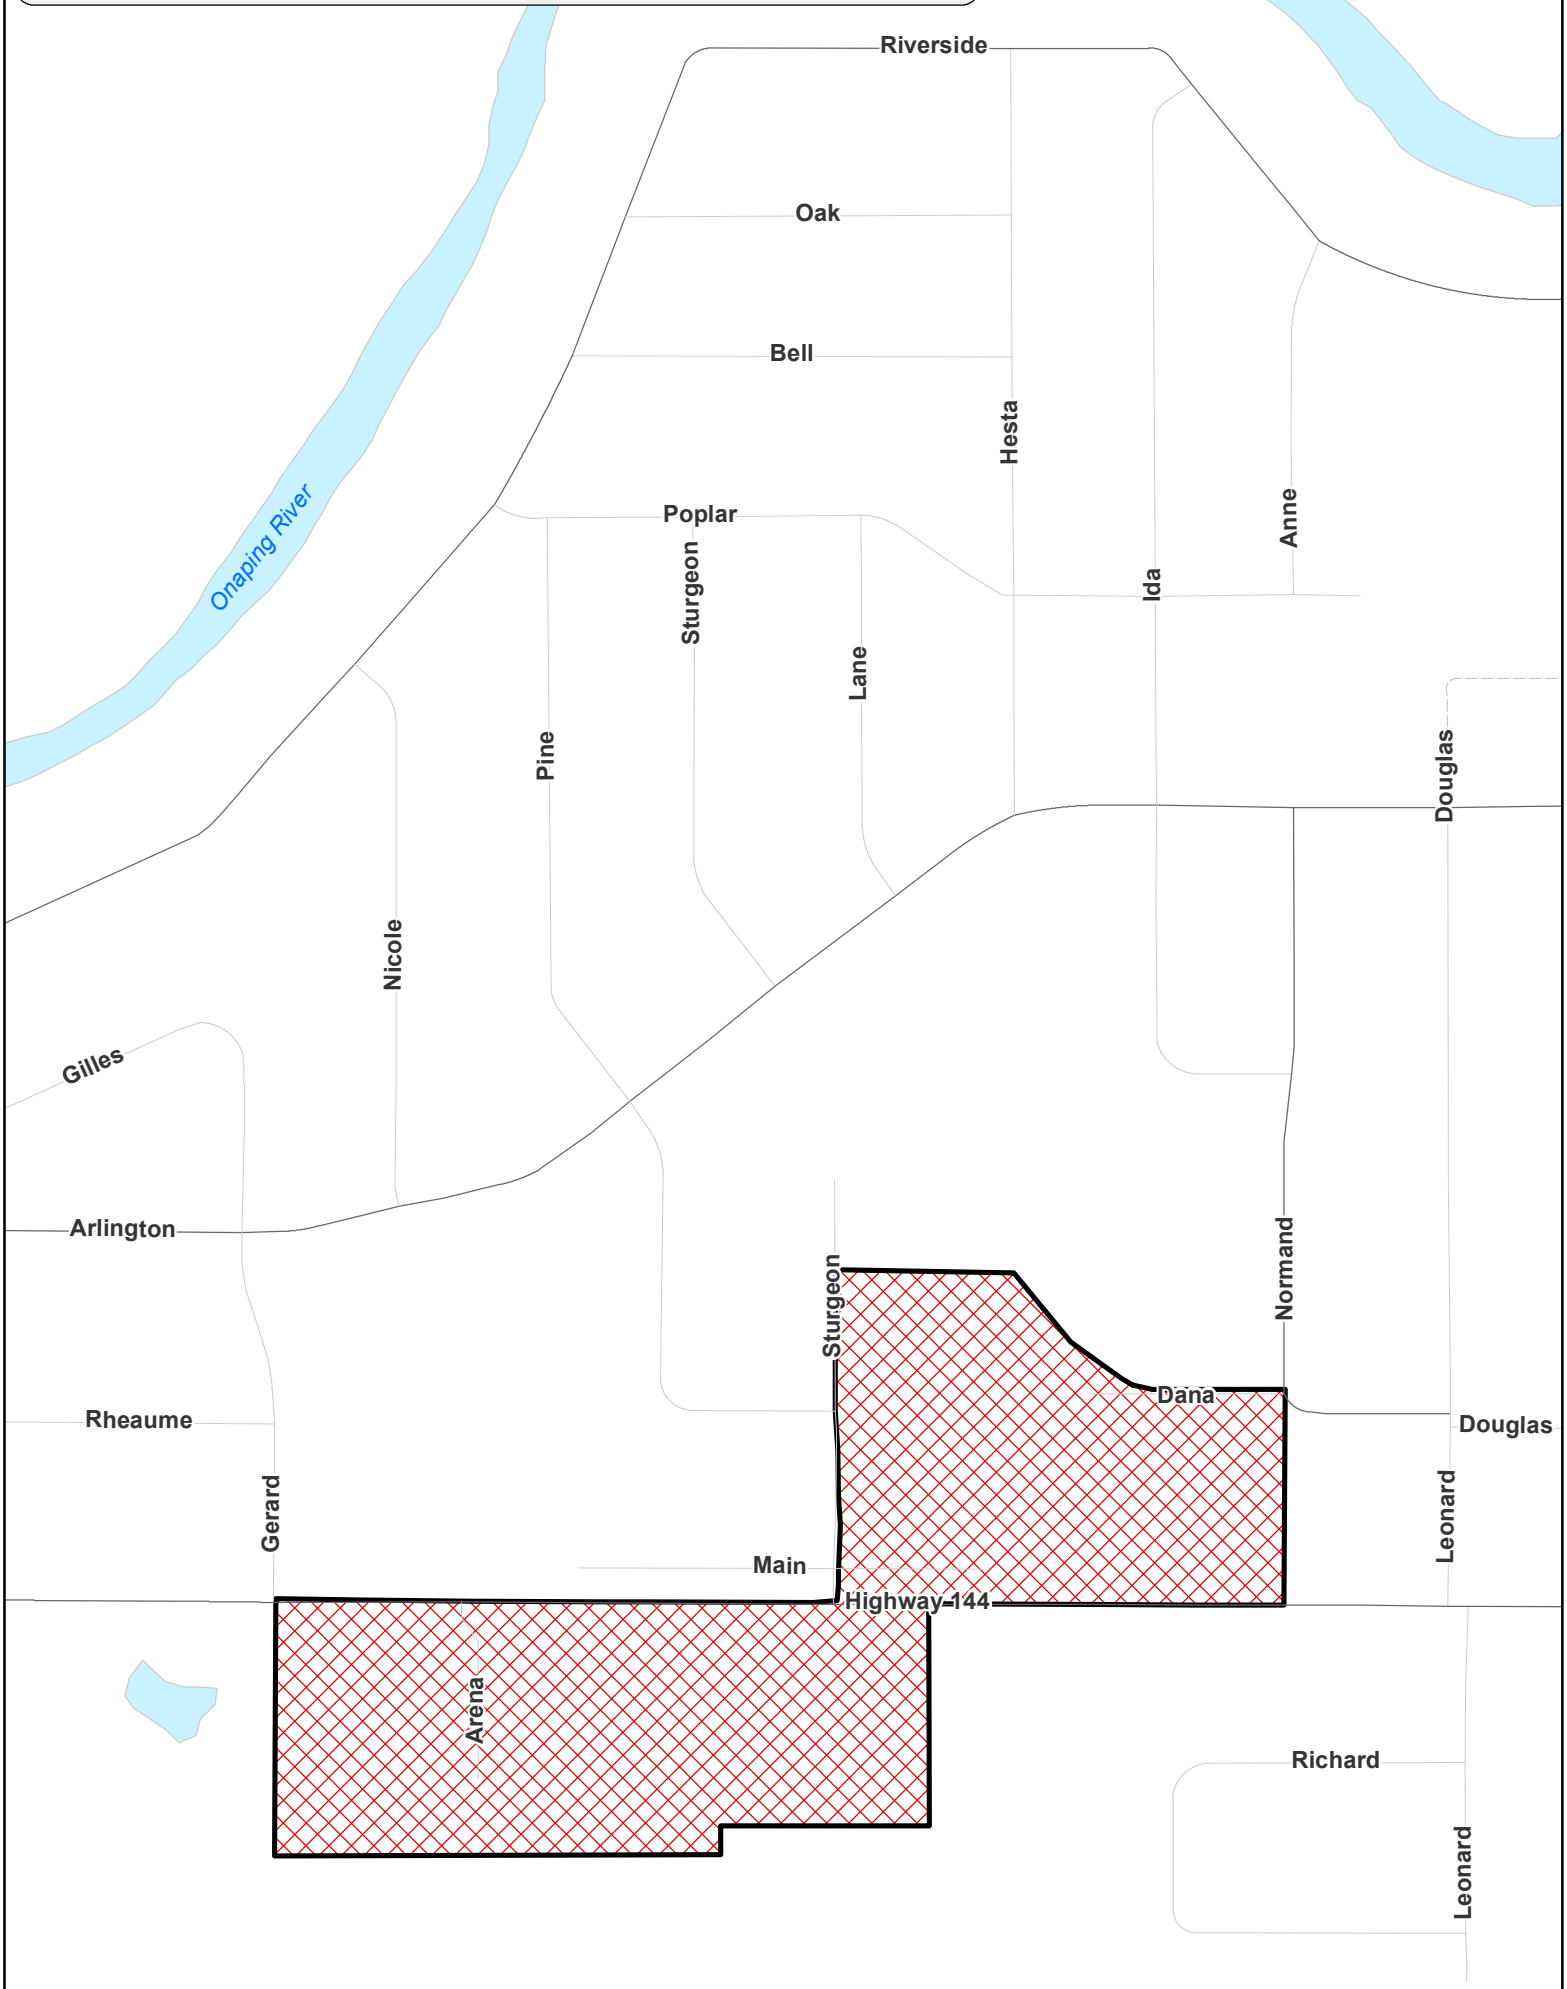 Riverside
Oak
Bell
Hesta
Anne
Onaping River
Poplar
Sturgeon
Ida
Lane
Pine
Douglas
Nicole
Gilles
Arlington
Normand
Sturgeon
Dana
Rheaume
Douglas
Gerard
Leonard
Main
Highway 144
Arena
Richard
Leonard